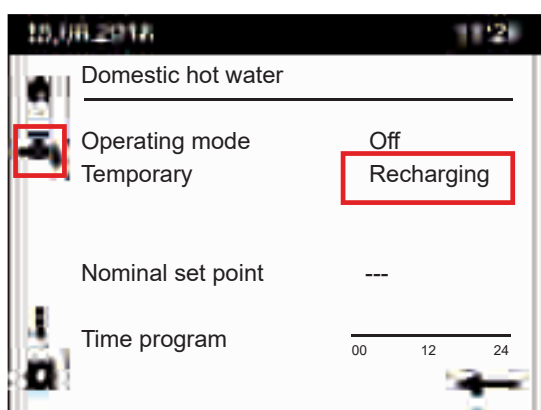 Domestic hot water
Operating mode Off
Temporary Recharging
Nominal set point ---
Time program
00 12 24